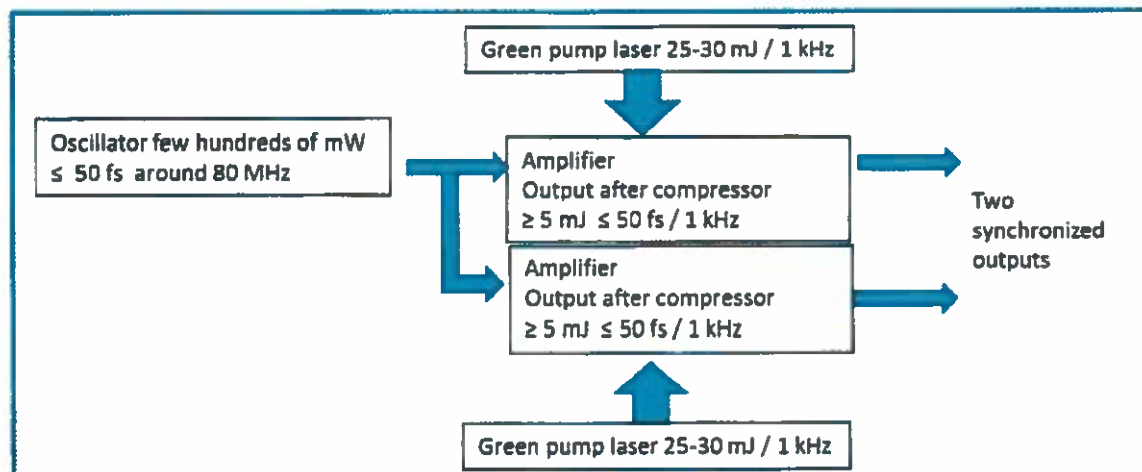 Green pump laser 25-30 mJ / 1 kHz
Oscillator few hundreds of mW
≤ 50 fs around 80 MHz
Amplifier
Output after compressor
≥ 5 mJ ≤ 50 fs / 1 kHz
Amplifier
Output after compressor
≥ 5 mJ ≤ 50 fs / 1 kHz
Two
synchronized
outputs
Green pump laser 25-30 mJ / 1 kHz